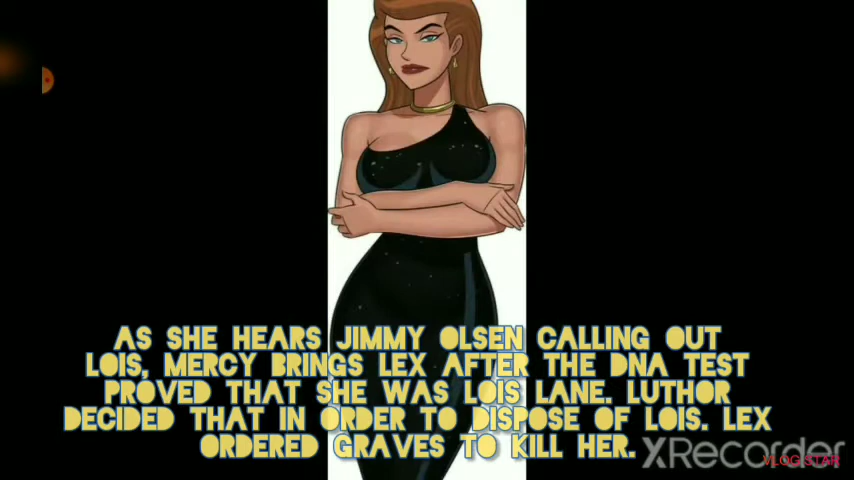 AS SHE HEARS JIMMY OLSEN CALLING OUT
LOIS, MERCY BRINGS LEX AFTER THE DNA TEST
PROVED THAT SHE WAS LOIS LANE. LUTHOR
DECIDED THAT IN ORDER TO DISPOSE OF LOIS. LEX
ORDERED GRAVES TO KILL HER.
XRecorder
VLOG STAR